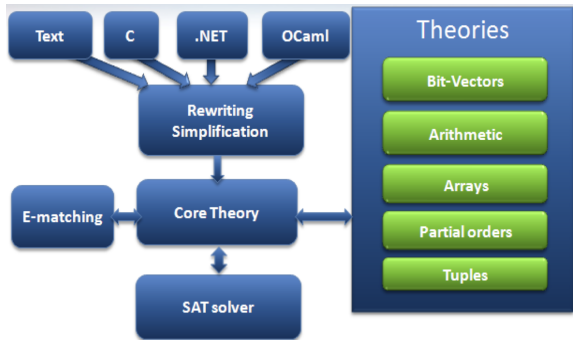 Text
C
.NET
OCaml
Theories
Bit-Vectors
Rewriting
Simplification
Arithmetic
Arrays
E-matching
Core Theory
Partial orders
Tuples
SAT solver